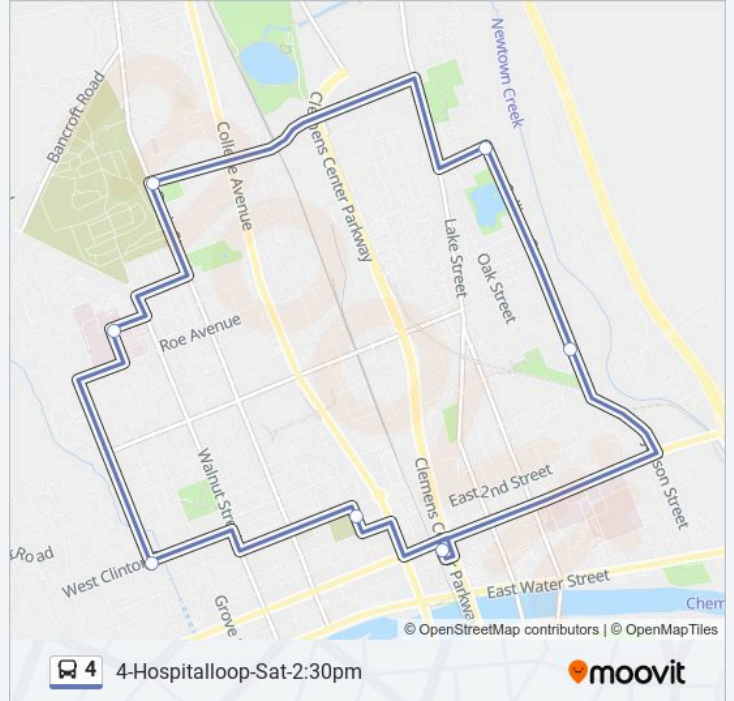 Newtown Creek
Bancroft Road
College Avenue
Clemens Center Parkway
Lake Street
Oak Street
Roe Avenue
Walnut Stre
Clemens C
Parkway
East 2nd Street
son Street
Road
West Clinton
Grove
East Water Street
Chem
© OpenStreetMap contributors | © OpenMapTiles
4 4-Hospitalloop-Sat-2:30pm
moovit